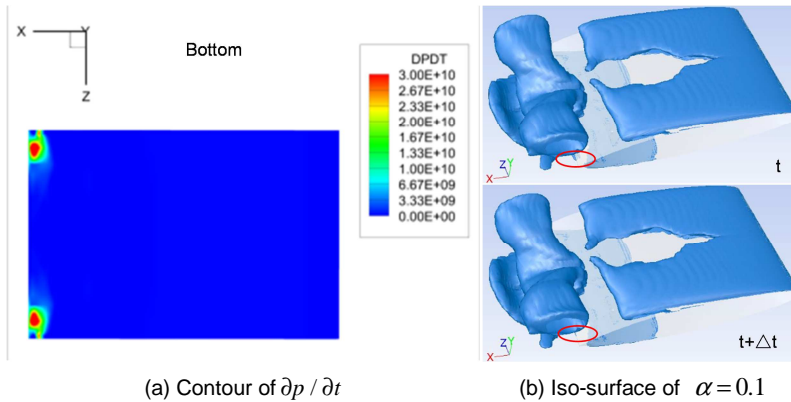 X
Y
Z
Bottom
DPDT
3.00E+10
2.67E+10
2.33E+10
2.00E+10
1.67E+10
1.33E+10
1.00E+10
6.67E+09
3.33E+09
0.00E+00
Z Y
X
t
Z Y
X
t+△t
(a) Contour of ∂p / ∂t
(b) Iso-surface of α = 0.1